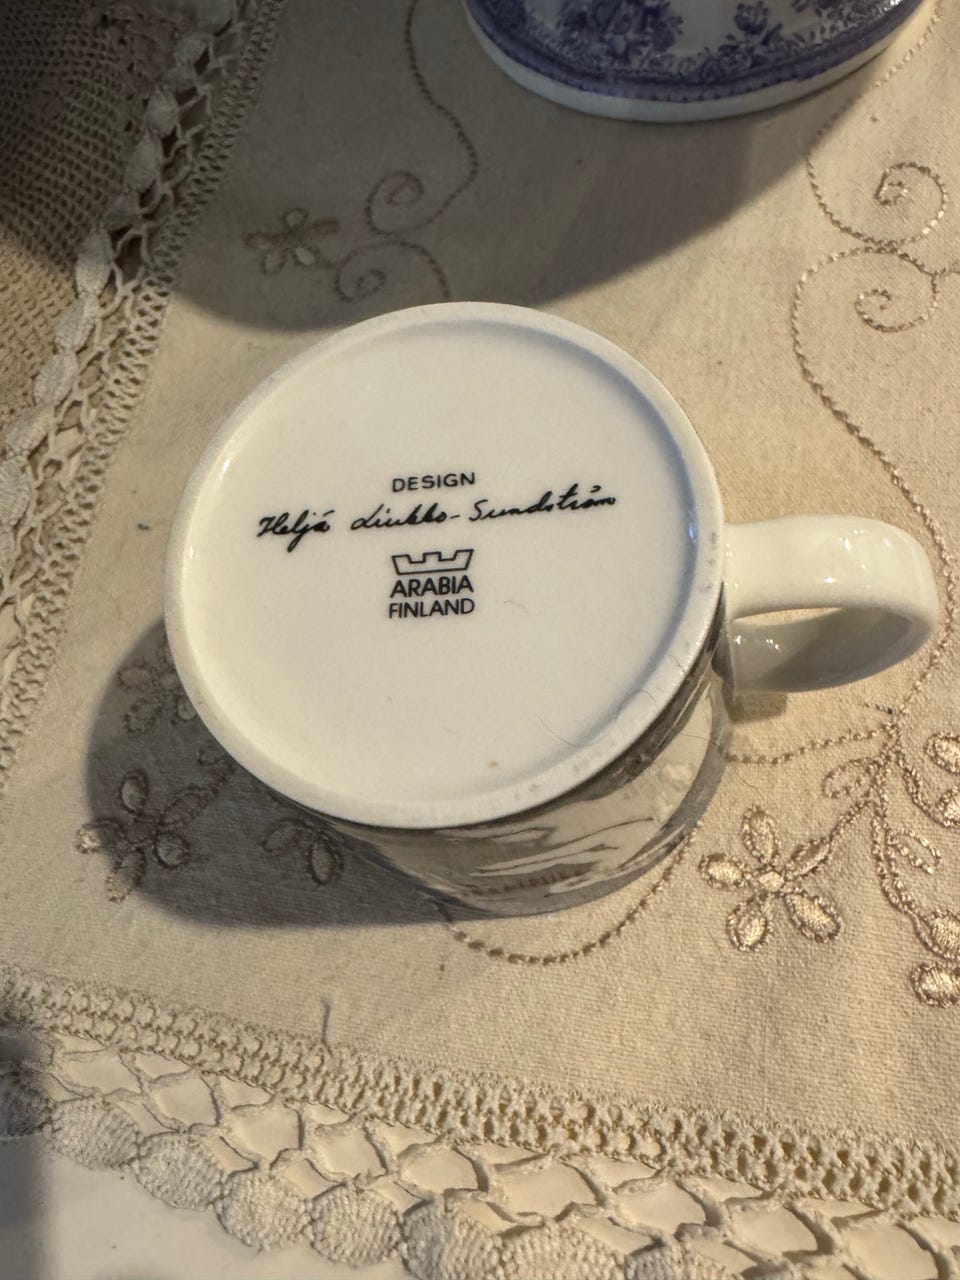 DESIGN
Heljä Liukko-Sundström
ARABIA
FINLAND